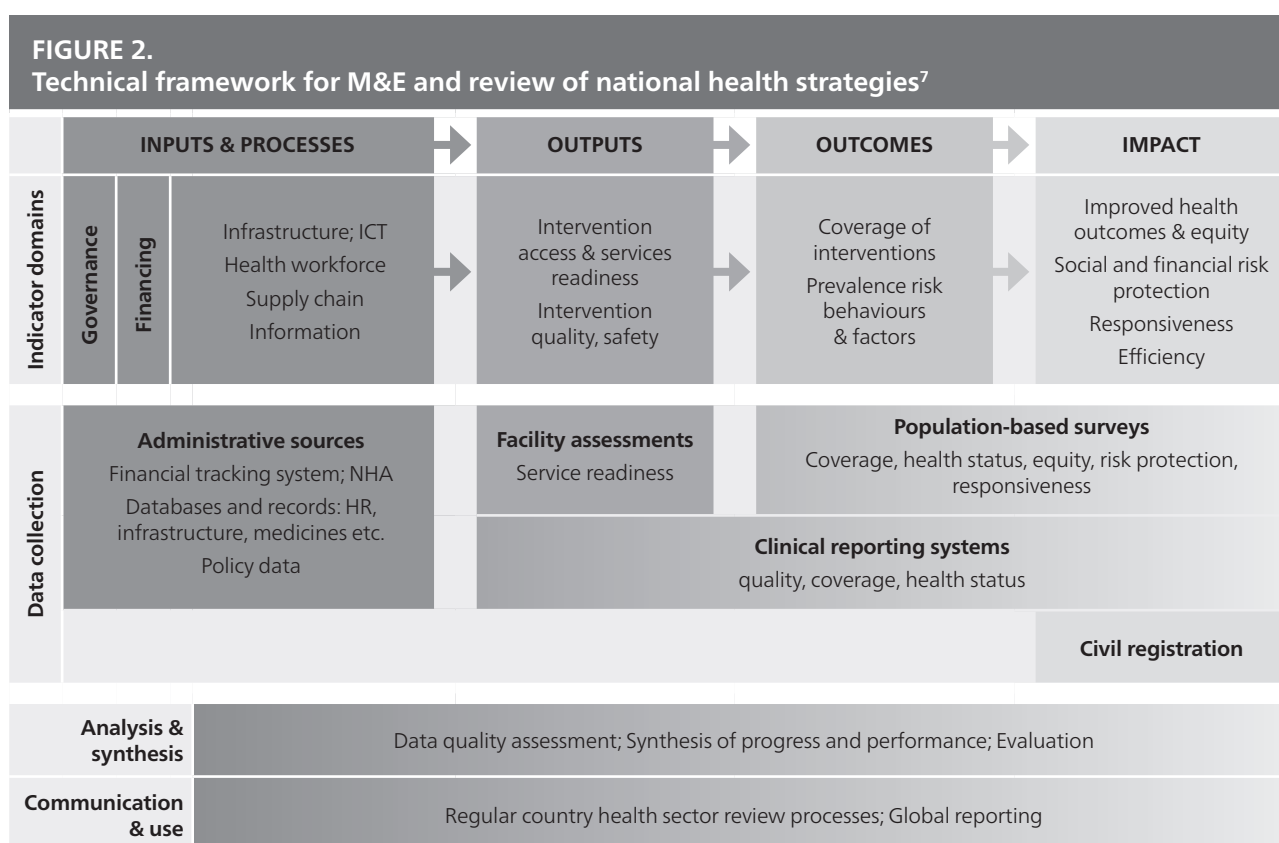 FIGURE 2.
Technical framework for M&E and review of national health strategies⁷
INPUTS & PROCESSES
OUTPUTS
OUTCOMES
IMPACT
Indicator domains
Governance
Financing
Infrastructure; ICT
Health workforce
Supply chain
Information
Intervention
access & services
readiness
Intervention
quality, safety
Coverage of
interventions
Prevalence risk
behaviours
& factors
Improved health
outcomes & equity
Social and financial risk
protection
Responsiveness
Efficiency
Data collection
Administrative sources
Financial tracking system; NHA
Databases and records: HR,
infrastructure, medicines etc.
Policy data
Facility assessments
Service readiness
Population-based surveys
Coverage, health status, equity, risk protection,
responsiveness
Clinical reporting systems
quality, coverage, health status
Civil registration
Analysis &
synthesis
Data quality assessment; Synthesis of progress and performance; Evaluation
Communication
& use
Regular country health sector review processes; Global reporting